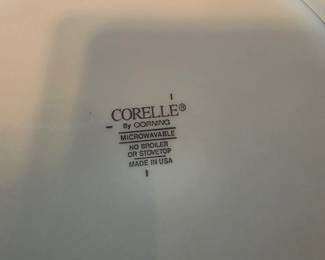 CORELLE®
By CORNING
MICROWAVABLE
NO BROILER
OR STOVETOP
MADE IN USA